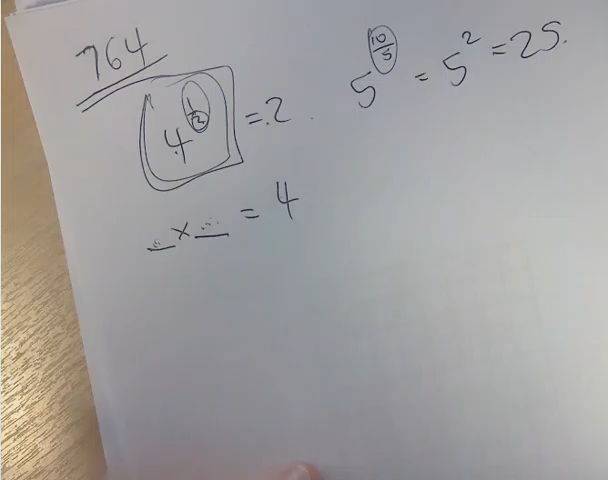 764
4^{1/2} = 2.
5^{10/5} = 5^2 = 25.
_ × _ = 4